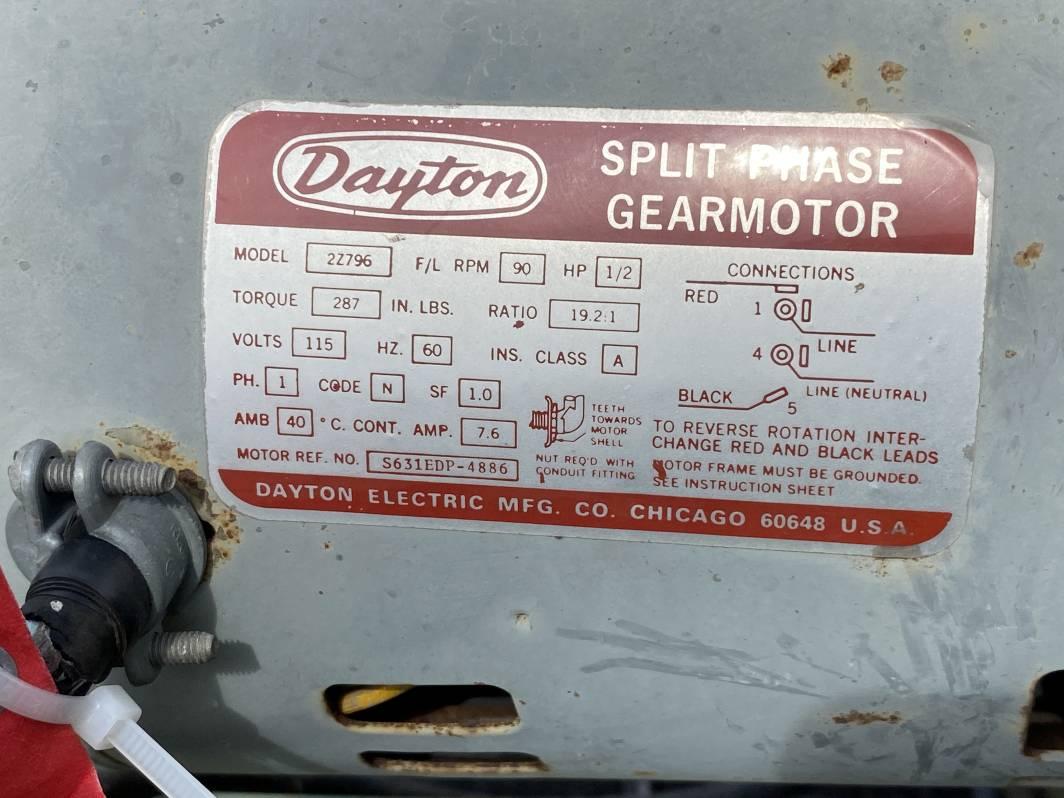 Dayton
SPLIT PHASE
GEARMOTOR
MODEL 2Z796 F/L RPM 90 HP 1/2
TORQUE 287 IN. LBS. RATIO 19.2:1
VOLTS 115 HZ. 60 INS. CLASS A
PH. 1 CODE N SF 1.0
AMB 40 °C. CONT. AMP. 7.6
MOTOR REF. NO. S631EDP-4886
TEETH
TOWARDS
MOTOR
SHELL
NUT REQ'D WITH
CONDUIT FITTING
CONNECTIONS
RED 1
LINE
4
LINE (NEUTRAL)
BLACK 5
TO REVERSE ROTATION INTER-
CHANGE RED AND BLACK LEADS
MOTOR FRAME MUST BE GROUNDED.
SEE INSTRUCTION SHEET
DAYTON ELECTRIC MFG. CO. CHICAGO 60648 U.S.A.